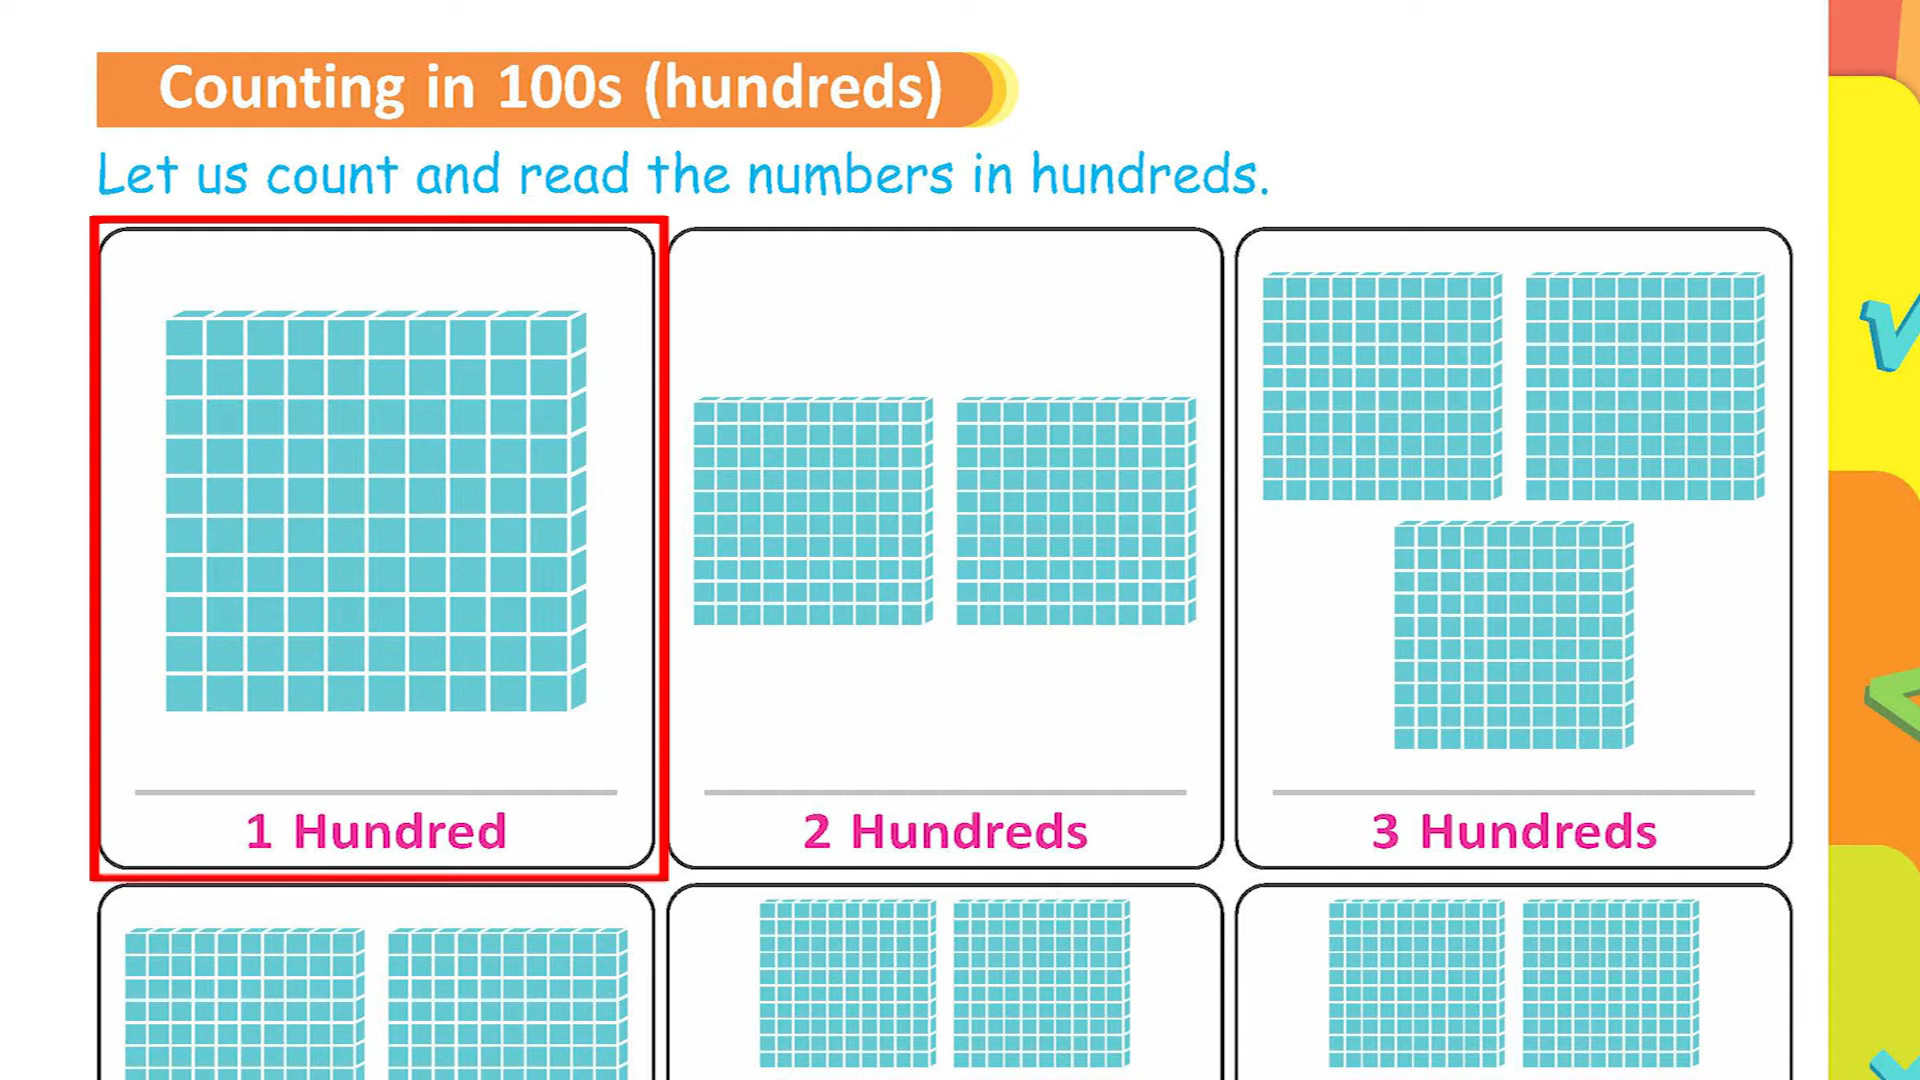 Counting in 100s (hundreds)
Let us count and read the numbers in hundreds.
1 Hundred
2 Hundreds
3 Hundreds